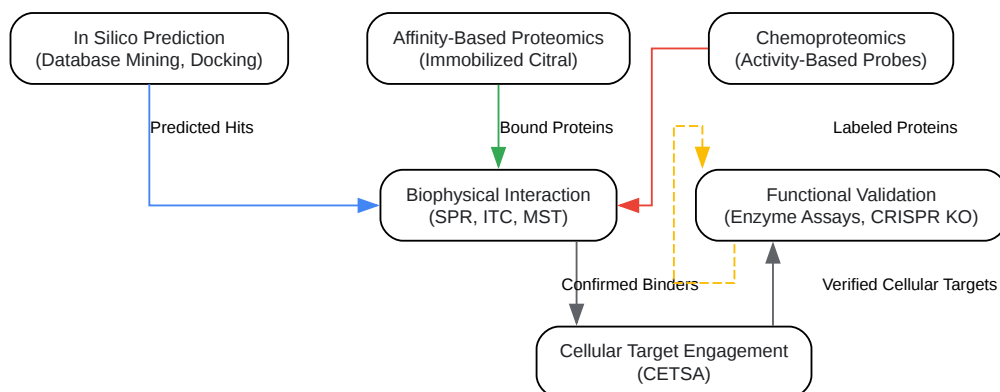 In Silico Prediction
(Database Mining, Docking)
Affinity-Based Proteomics
(Immobilized Citral)
Chemoproteomics
(Activity-Based Probes)
Predicted Hits
Bound Proteins
Labeled Proteins
Biophysical Interaction
(SPR, ITC, MST)
Functional Validation
(Enzyme Assays, CRISPR KO)
Confirmed Binders
Verified Cellular Targets
Cellular Target Engagement
(CETSA)